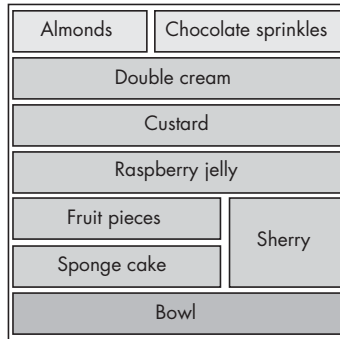 Almonds Chocolate sprinkles
Double cream
Custard
Raspberry jelly
Fruit pieces
Sherry
Sponge cake
Bowl